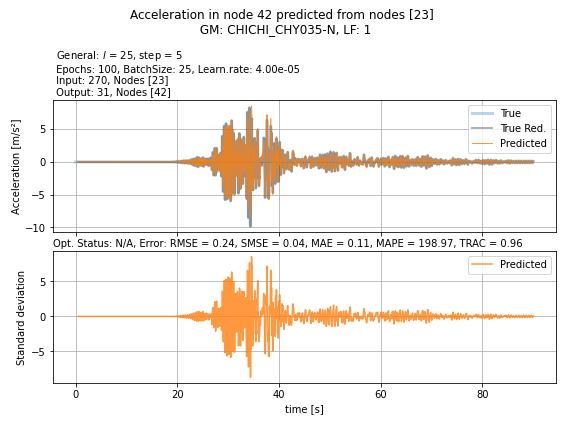 Acceleration in node 42 predicted from nodes [23]
GM: CHICHI_CHY035-N, LF: 1
General: l = 25, step = 5
Epochs: 100, BatchSize: 25, Learn.rate: 4.00e-05
Input: 270, Nodes [23]
Output: 31, Nodes [42]
Acceleration [m/s²]
5
0
−5
−10
True
True Red.
Predicted
Opt. Status: N/A, Error: RMSE = 0.24, SMSE = 0.04, MAE = 0.11, MAPE = 198.97, TRAC = 0.96
Standard deviation
5
0
−5
Predicted
0 20 40 60 80
time [s]